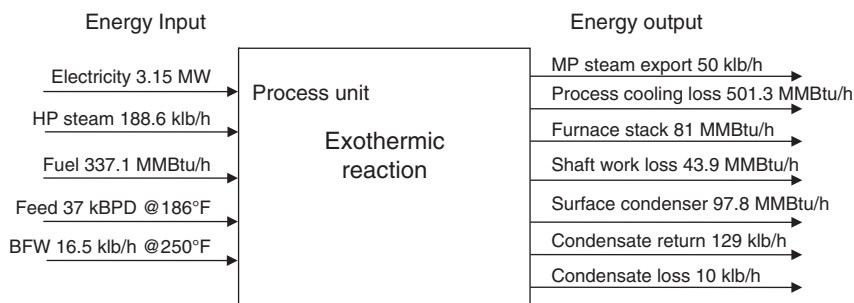 Energy Input
Energy output
Electricity 3.15 MW
HP steam 188.6 klb/h
Fuel 337.1 MMBtu/h
Feed 37 kBPD @186°F
BFW 16.5 klb/h @250°F
Process unit
Exothermic
reaction
MP steam export 50 klb/h
Process cooling loss 501.3 MMBtu/h
Furnace stack 81 MMBtu/h
Shaft work loss 43.9 MMBtu/h
Surface condenser 97.8 MMBtu/h
Condensate return 129 klb/h
Condensate loss 10 klb/h